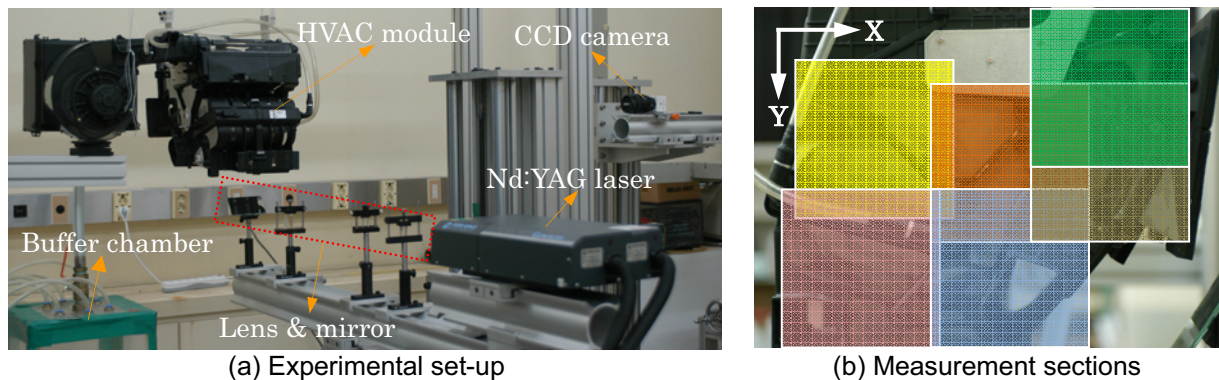 HVAC module
CCD camera
Nd:YAG laser
Buffer chamber
Lens & mirror
(a) Experimental set-up
X
Y
(b) Measurement sections